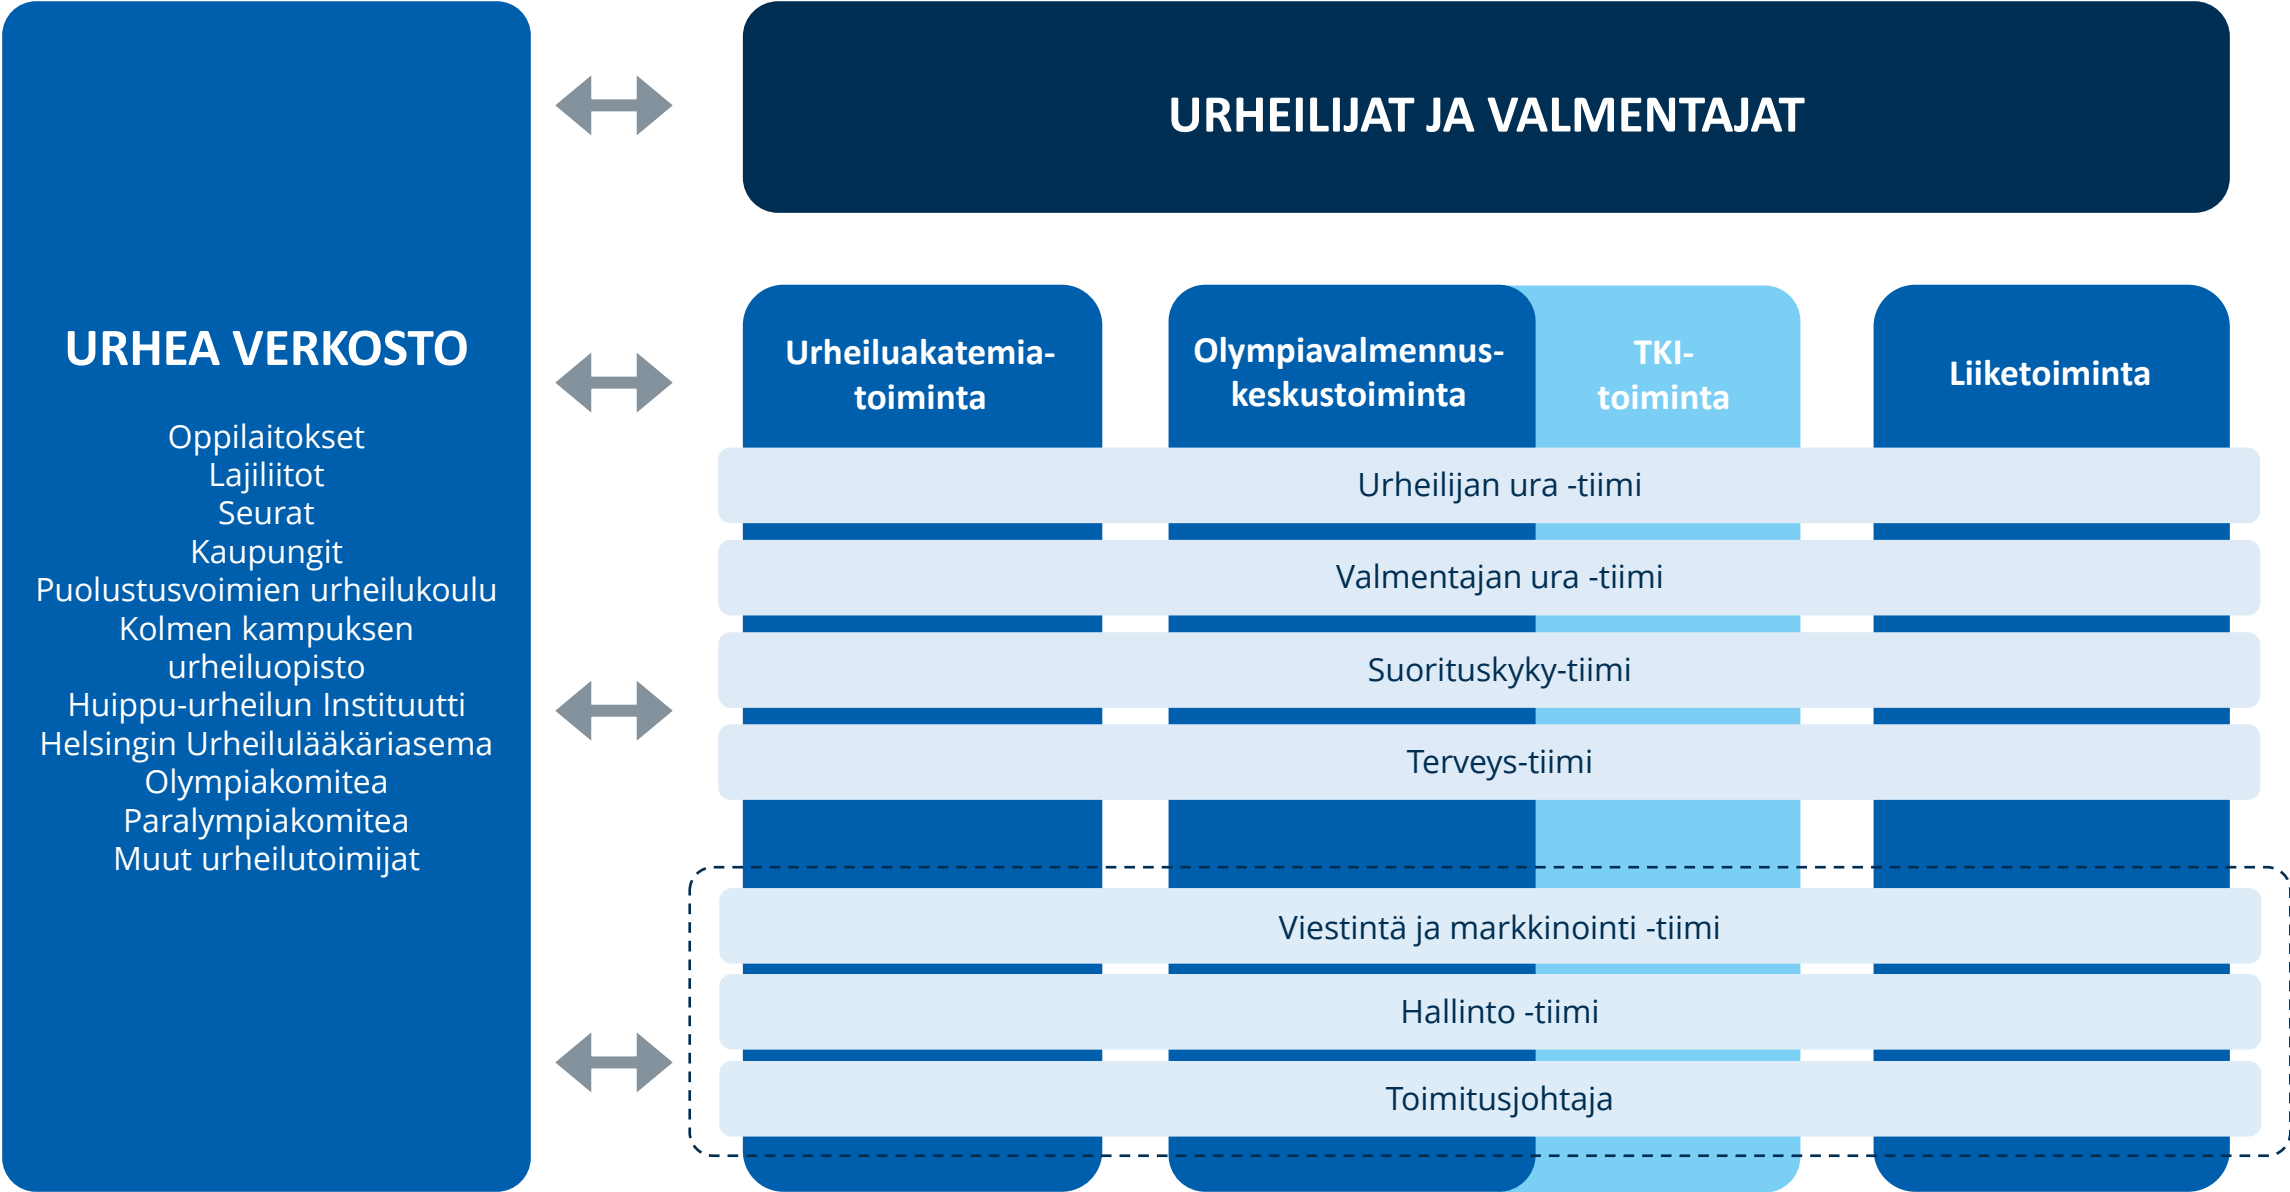 URHEA VERKOSTO
Oppilaitokset
Lajiliitot
Seurat
Kaupungit
Puolustusvoimien urheilukoulu
Kolmen kampuksen
urheiluopisto
Huippu-urheilun Instituutti
Helsingin Urheilulääkäriasema
Olympiakomitea
Paralympiakomitea
Muut urheilutoimijat
URHEILIJAT JA VALMENTAJAT
Urheiluakatemia-
toiminta
Olympiavalmennus-
keskustoiminta
TKI-
toiminta
Liiketoiminta
Urheilijan ura -tiimi
Valmentajan ura -tiimi
Suorituskyky-tiimi
Terveys-tiimi
Viestintä ja markkinointi -tiimi
Hallinto -tiimi
Toimitusjohtaja